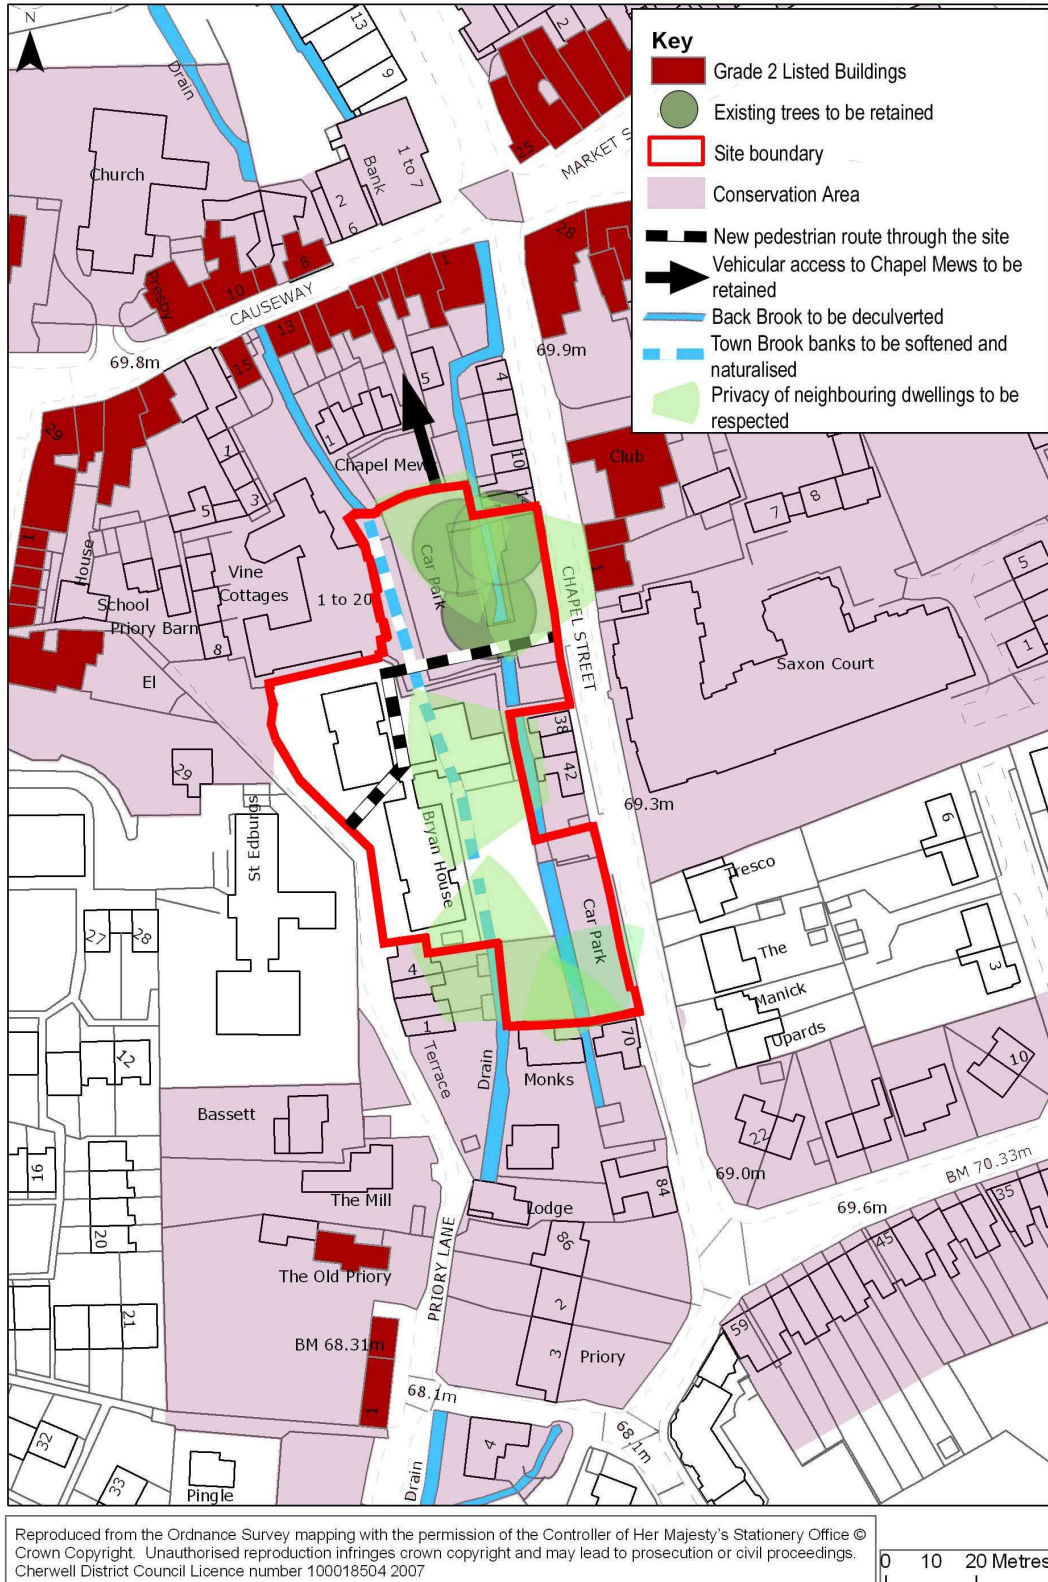 N
Key
Grade 2 Listed Buildings
Existing trees to be retained
Site boundary
Conservation Area
New pedestrian route through the site
Vehicular access to Chapel Mews to be
retained
Back Brook to be deculverted
Town Brook banks to be softened and
naturalised
Privacy of neighbouring dwellings to be
respected
13
9
2
Drain
Bank
1 to 7
25
MARKET S
Church
2
6
8
28
Presby
10
CAUSEWAY
13
1
69.8m
15
69.9m
29
5
4
1
1
Chapel Mews
10
Club
3
5
7
8
1
House
Vine
Cottages
School
Priory Barn
8
1 to 20
Car Park
CHAPEL STREET
1
5
1
Saxon Court
El
29
38
42
69.3m
St Edburgs
Bryan House
6
Tresco
27
28
4
Car Park
The
3
Manick
Upards
1
Terrace
Drain
Monks
70
12
10
Bassett
22
16
BM 70.33m
69.0m
The Mill
Lodge
84
69.6m
35
20
PRIORY LANE
86
45
The Old Priory
2
21
59
BM 68.31m
3
Priory
1
68.1m
68.1m
32
4
33
Pingle
Drain
Reproduced from the Ordnance Survey mapping with the permission of the Controller of Her Majesty's Stationery Office ©
Crown Copyright. Unauthorised reproduction infringes crown copyright and may lead to prosecution or civil proceedings.
Cherwell District Council Licence number 100018504 2007
0 10 20 Metres